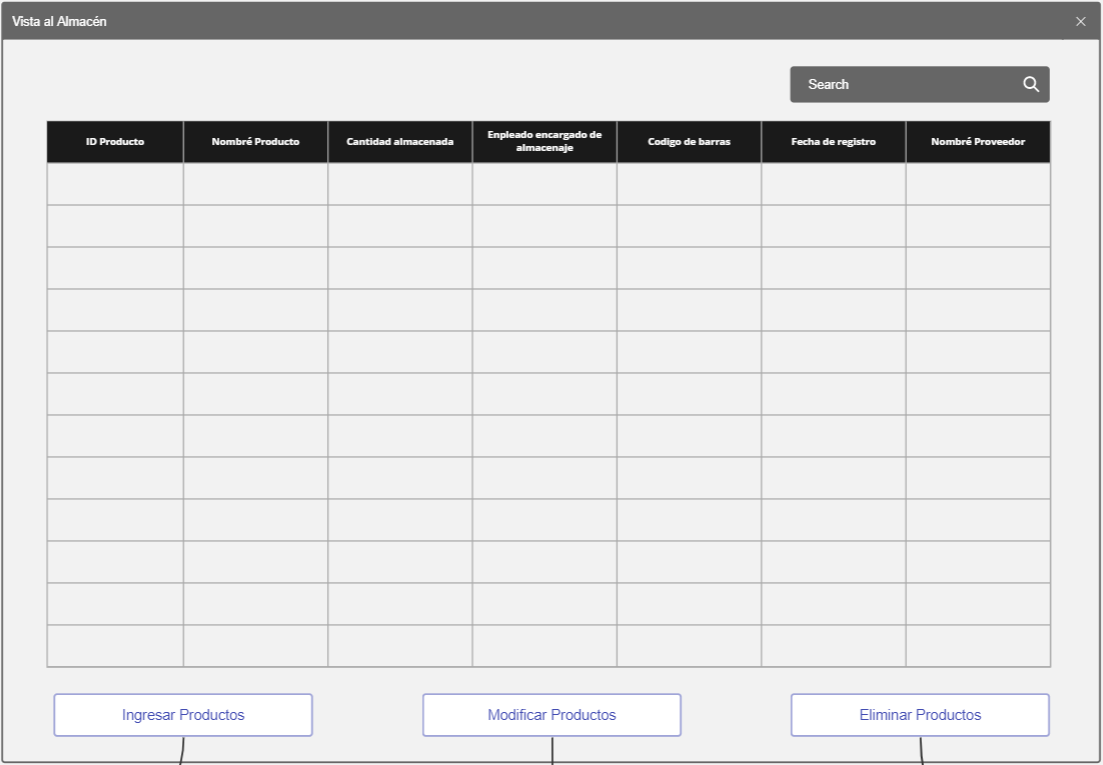 Vista al Almacén
Search
ID Producto
Nombré Producto
Cantidad almacenada
Enpleado encargado de
almacenaje
Codigo de barras
Fecha de registro
Nombré Proveedor
Ingresar Productos
Modificar Productos
Eliminar Productos